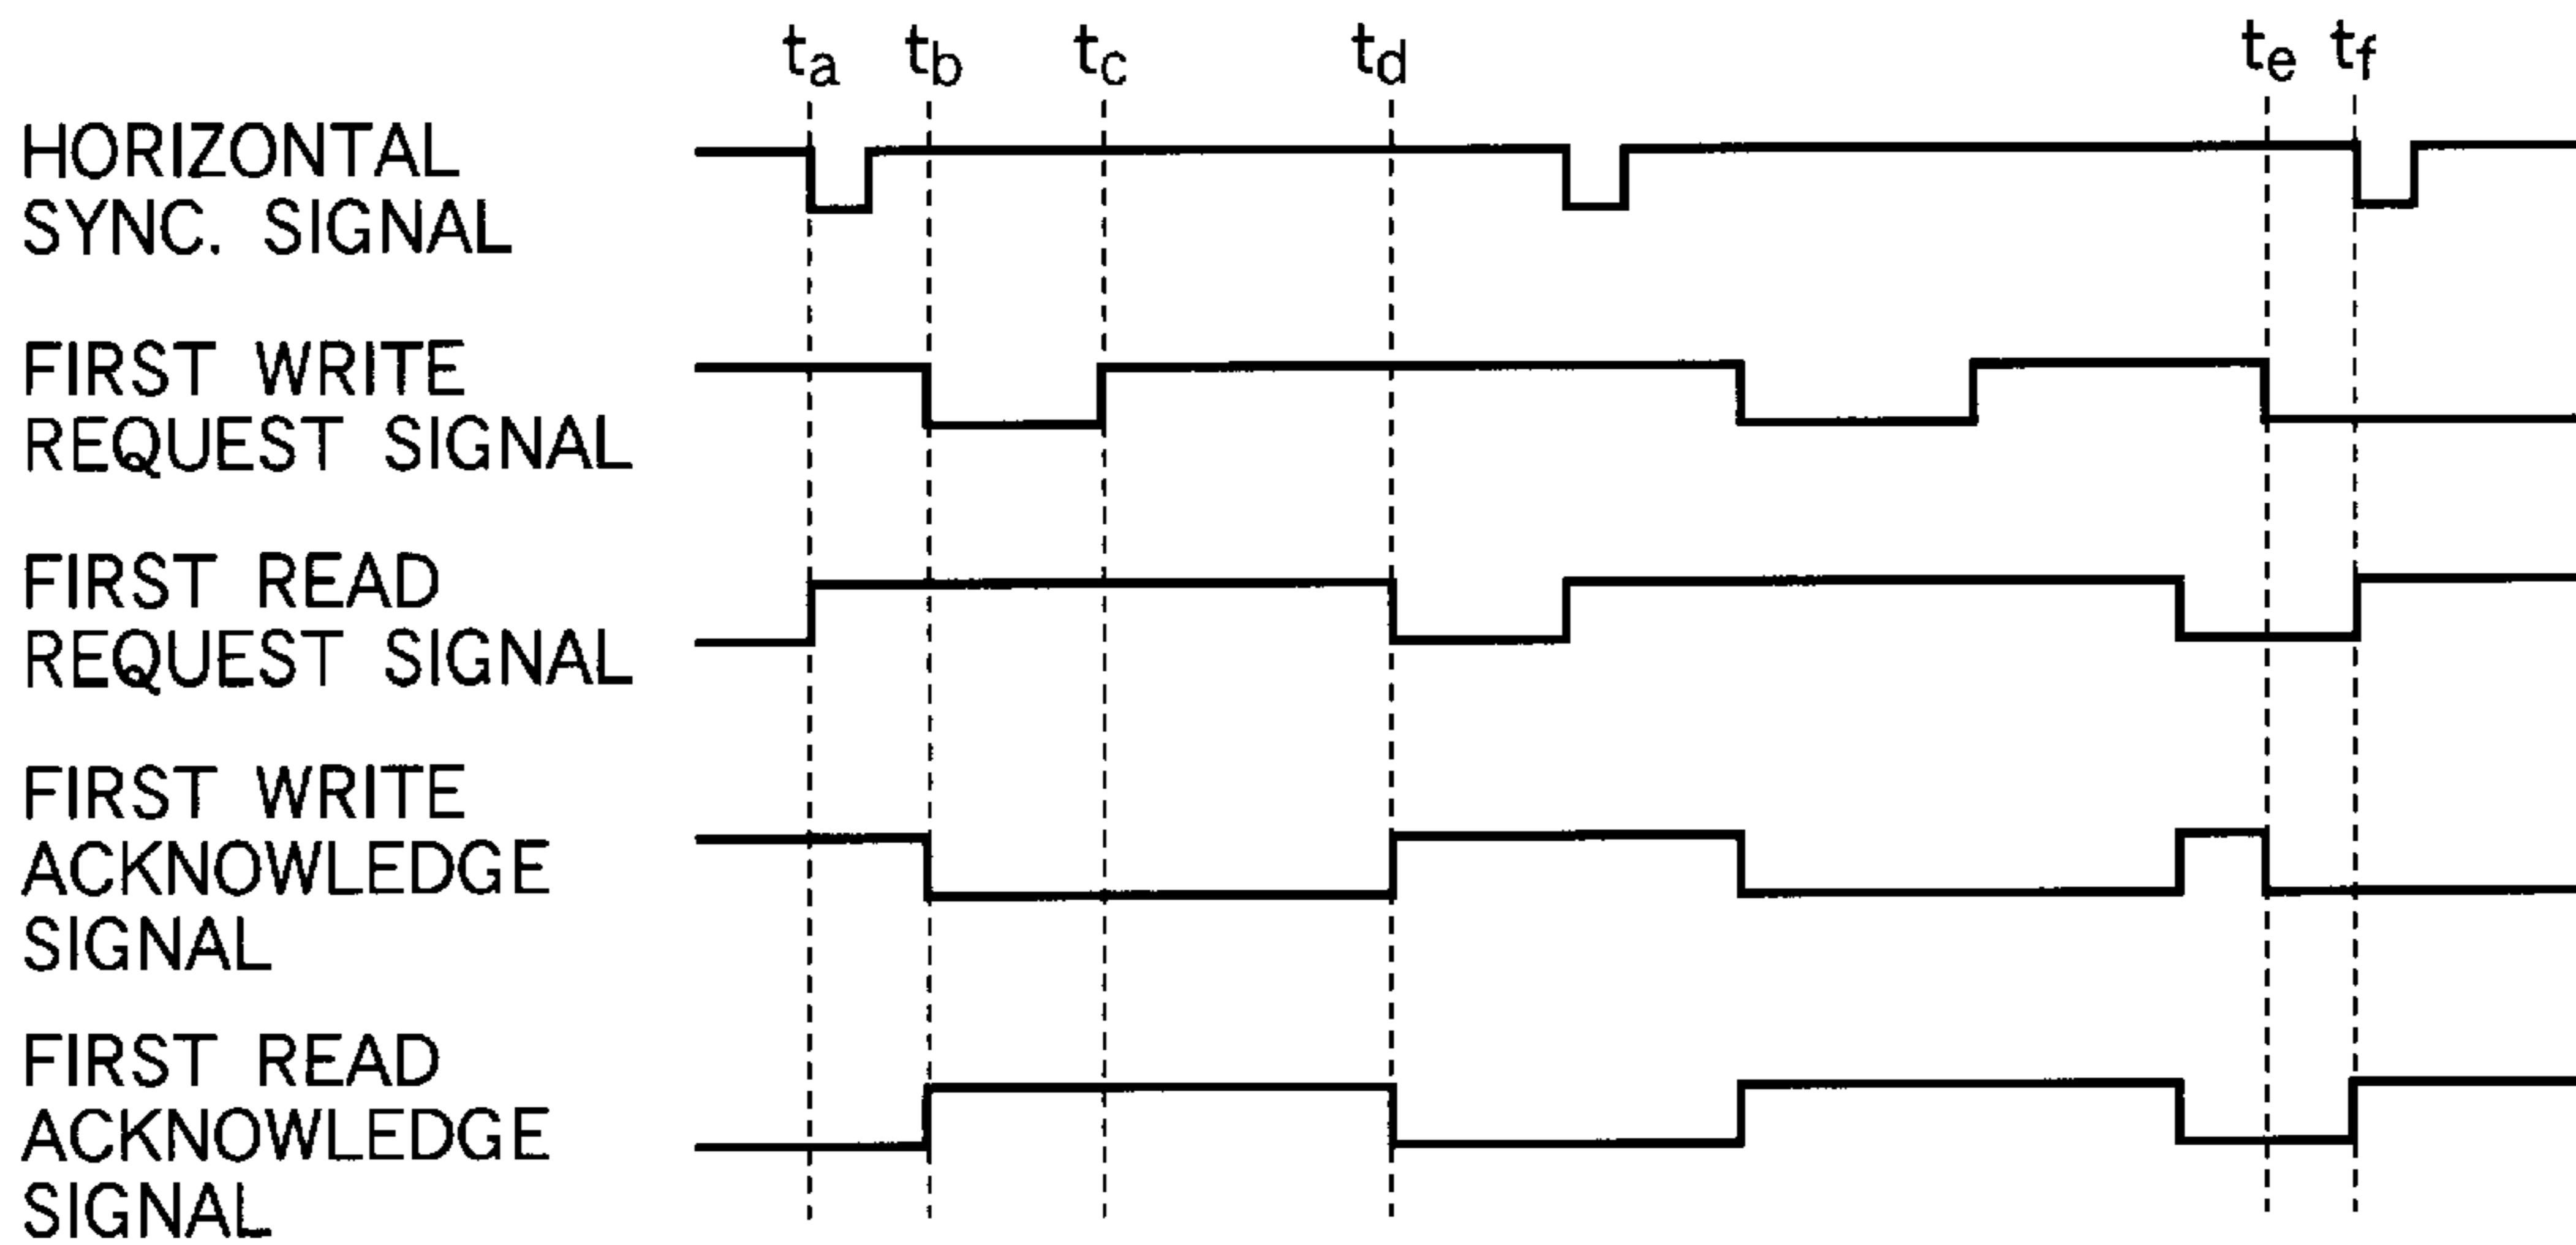 ta tb tc td te tf
HORIZONTAL
SYNC. SIGNAL
FIRST WRITE
REQUEST SIGNAL
FIRST READ
REQUEST SIGNAL
FIRST WRITE
ACKNOWLEDGE
SIGNAL
FIRST READ
ACKNOWLEDGE
SIGNAL